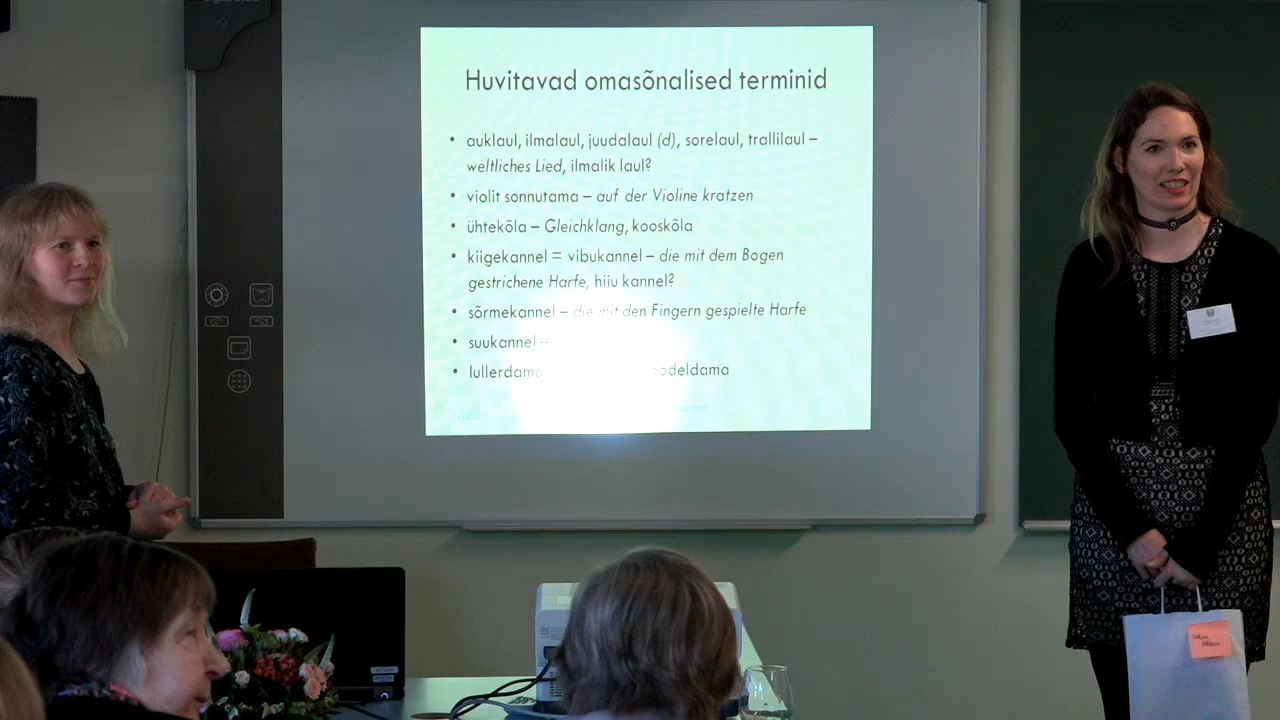 Huvitavad omasõnalised terminid
• auklaul, ilmalaul, juudalaul (d), sorelaul, trallilaul –
weltliches Lied, ilmalik laul?
• violit sonnutama – auf der Violine kratzen
• ühtekõla – Gleichklang, kooskõla
• kiigekannel = vibukannel – die mit dem Bogen
gestrichene Harfe, hiiu kannel?
• sõrmekannel – die mit den Fingern gespielte Harfe
• suukannel –
• lullerdama